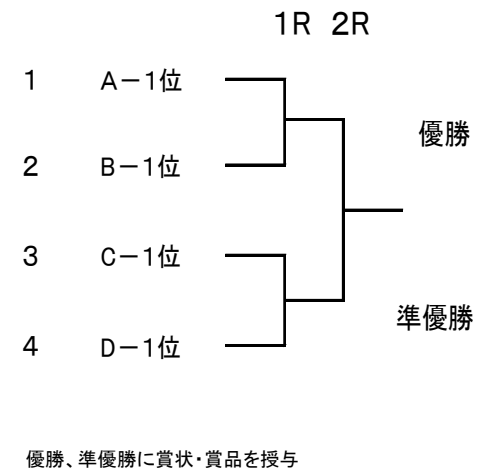 1R 2R
1 A－1位
優勝
2 B－1位
3 C－1位
準優勝
4 D－1位
優勝、準優勝に賞状・賞品を授与